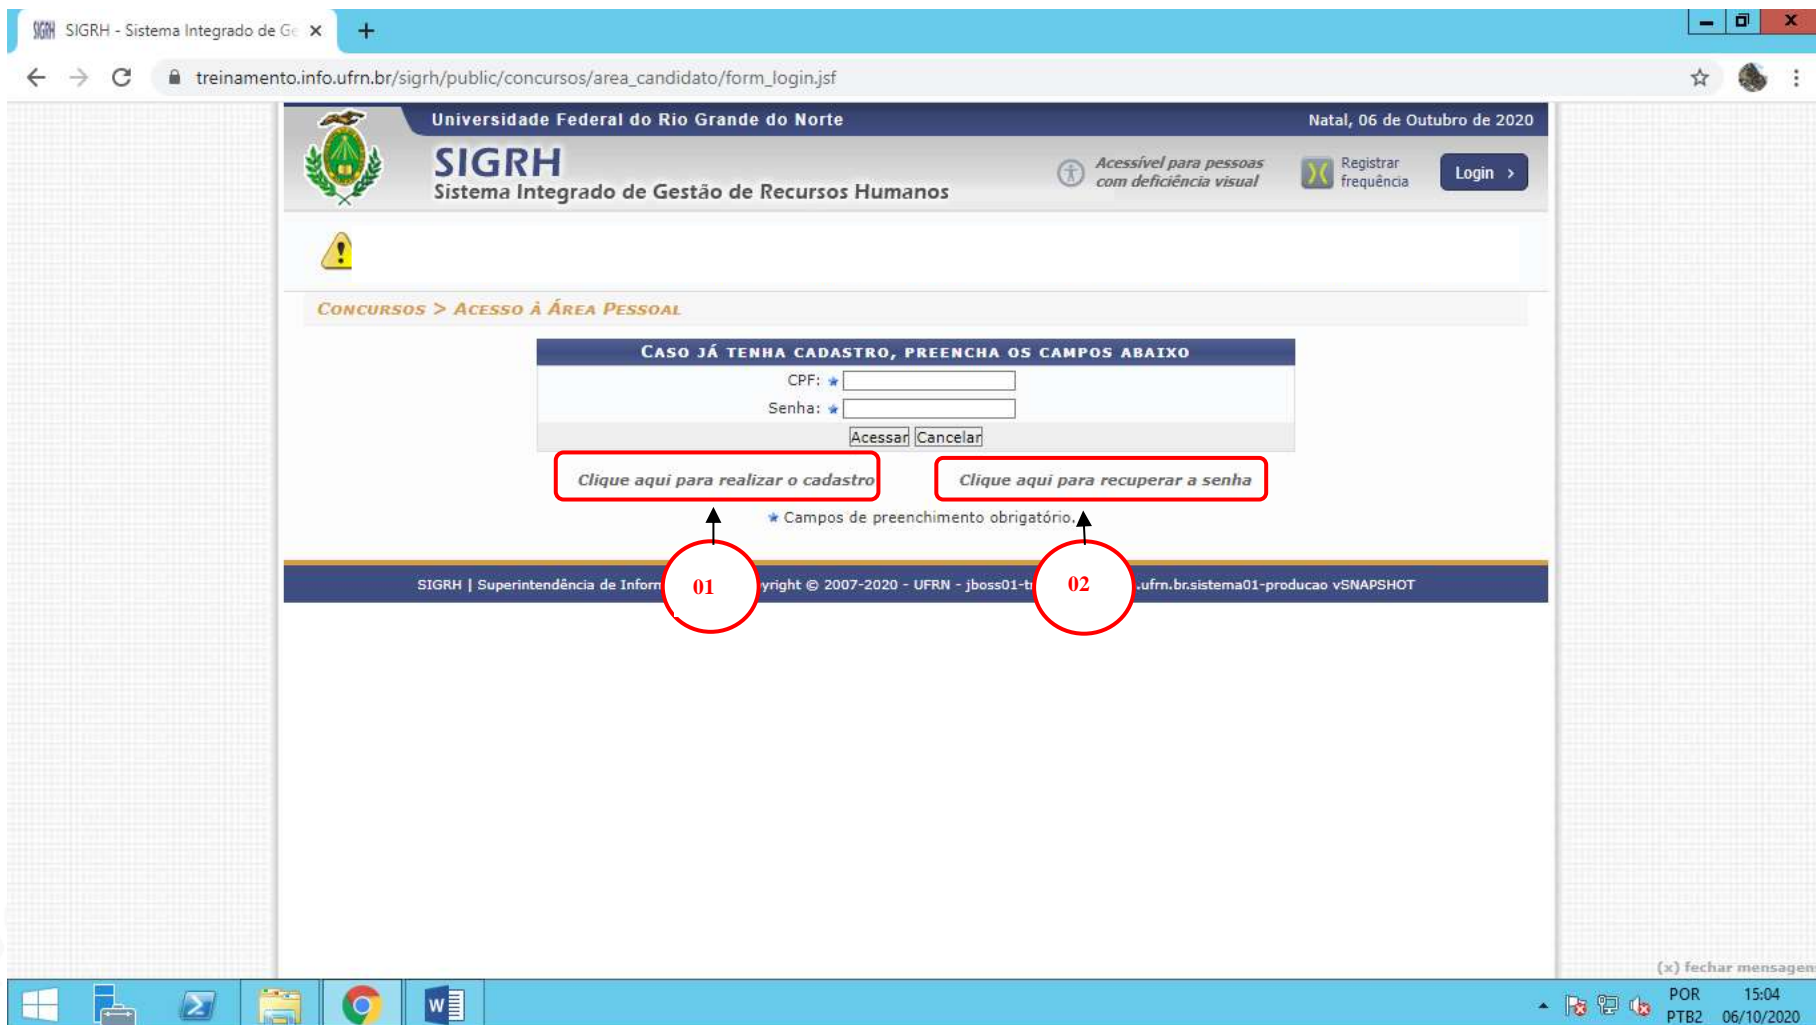 SIGRH SIGRH - Sistema Integrado de Ge
treinamento.info.ufrn.br/sigrh/public/concursos/area_candidato/form_login.jsf
Universidade Federal do Rio Grande do Norte
Natal, 06 de Outubro de 2020
SIGRH
Sistema Integrado de Gestão de Recursos Humanos
Acessível para pessoas
com deficiência visual
Registrar
frequência
Login >
Concursos > Acesso à Área Pessoal
Caso já tenha cadastro, preencha os campos abaixo
CPF:
Senha:
Acessar Cancelar
Clique aqui para realizar o cadastro
Clique aqui para recuperar a senha
Campos de preenchimento obrigatório.
01
02
SIGRH | Superintendência de Inform yright © 2007-2020 - UFRN - jboss01-t .ufrn.br.sistema01-producao vSNAPSHOT
(x) fechar mensagen
POR 15:04
PTB2 06/10/2020